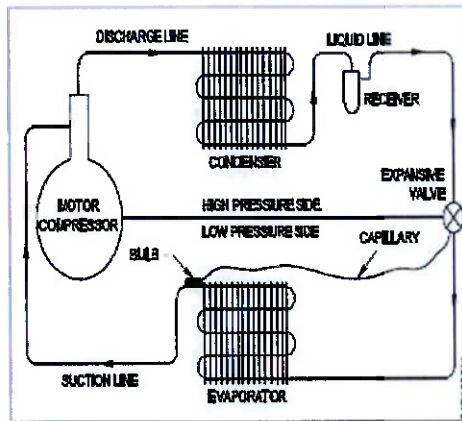 DISCHARGE LINE
LIQUID LINE
RECEIVER
CONDENSER
EXPANSIVE
VALVE
MOTOR
COMPRESSOR
HIGH PRESSURE SIDE
LOW PRESSURE SIDE
CAPILLARY
BULB
SUCTION LINE
EVAPORATOR